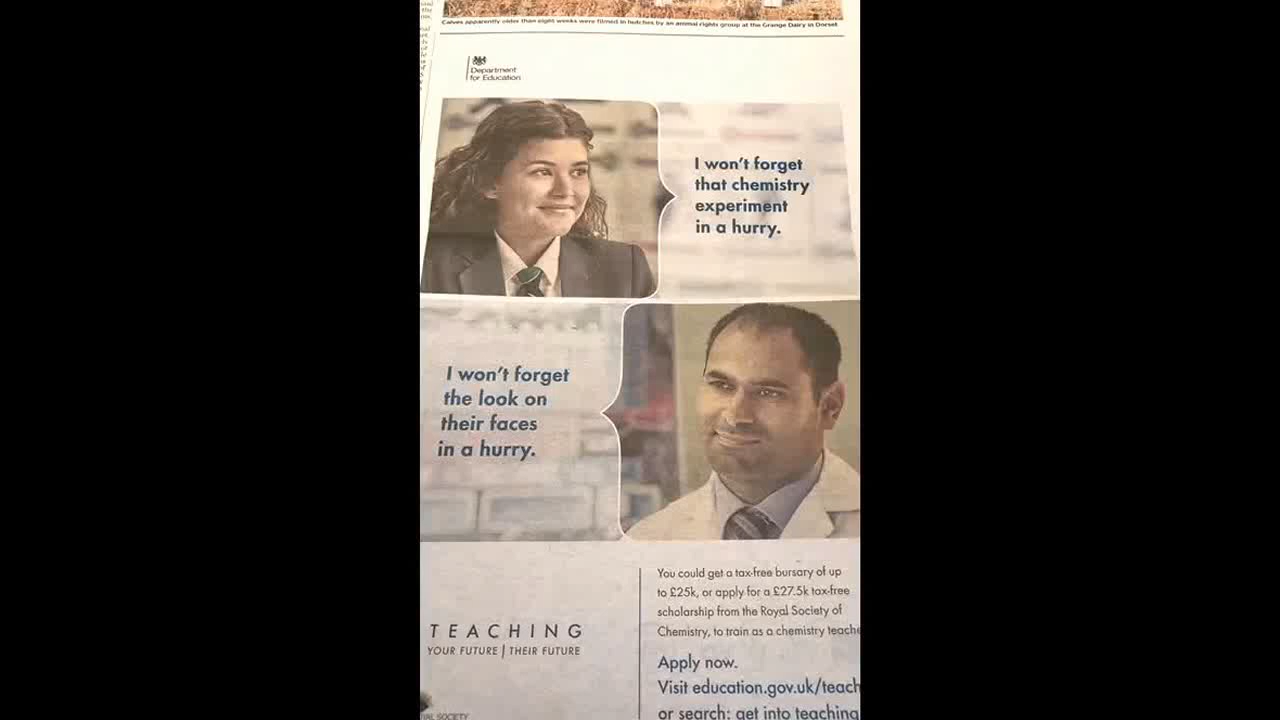 Calves apparently older than eight weeks were filmed in hutches by an animal rights group at the Grange Dairy in Dorset
Department
for Education
I won't forget
that chemistry
experiment
in a hurry.
I won't forget
the look on
their faces
in a hurry.
TEACHING
YOUR FUTURE | THEIR FUTURE
You could get a tax-free bursary of up
to £25k, or apply for a £27.5k tax-free
scholarship from the Royal Society of
Chemistry, to train as a chemistry teache
Apply now.
Visit education.gov.uk/teach
or search: get into teaching
SOCIETY